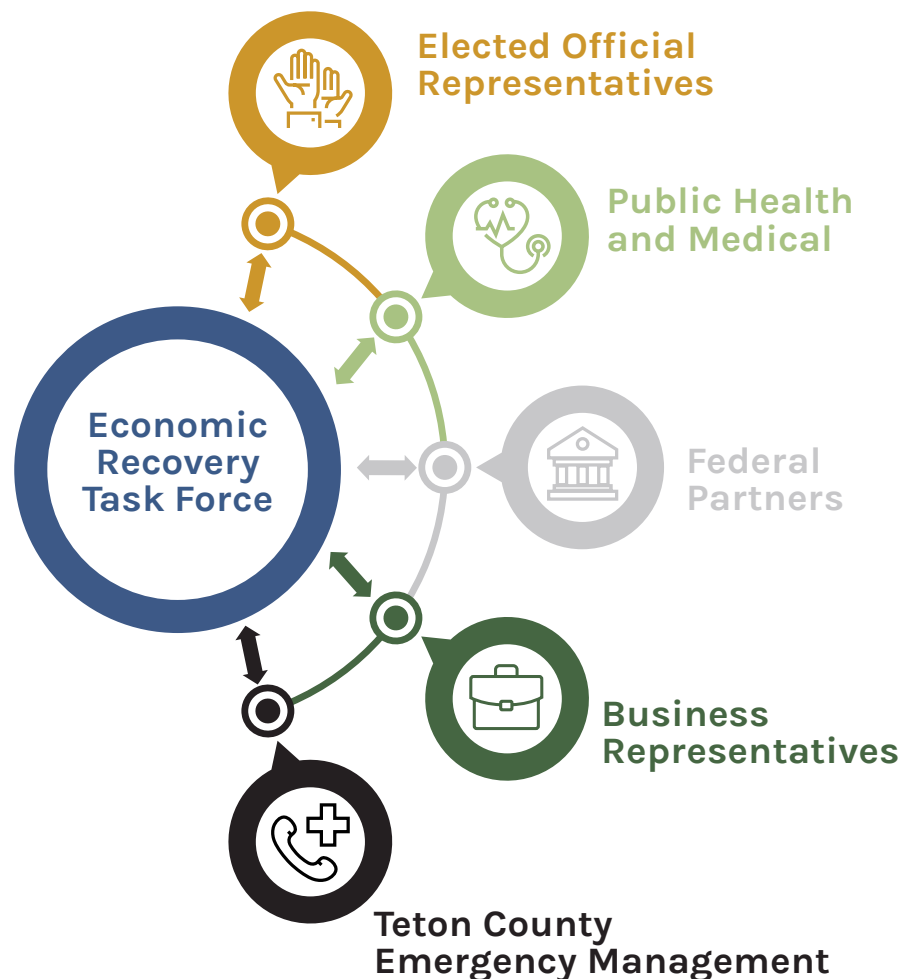 Elected Official
Representatives
Public Health
and Medical
Economic
Recovery
Task Force
Federal
Partners
Business
Representatives
Teton County
Emergency Management